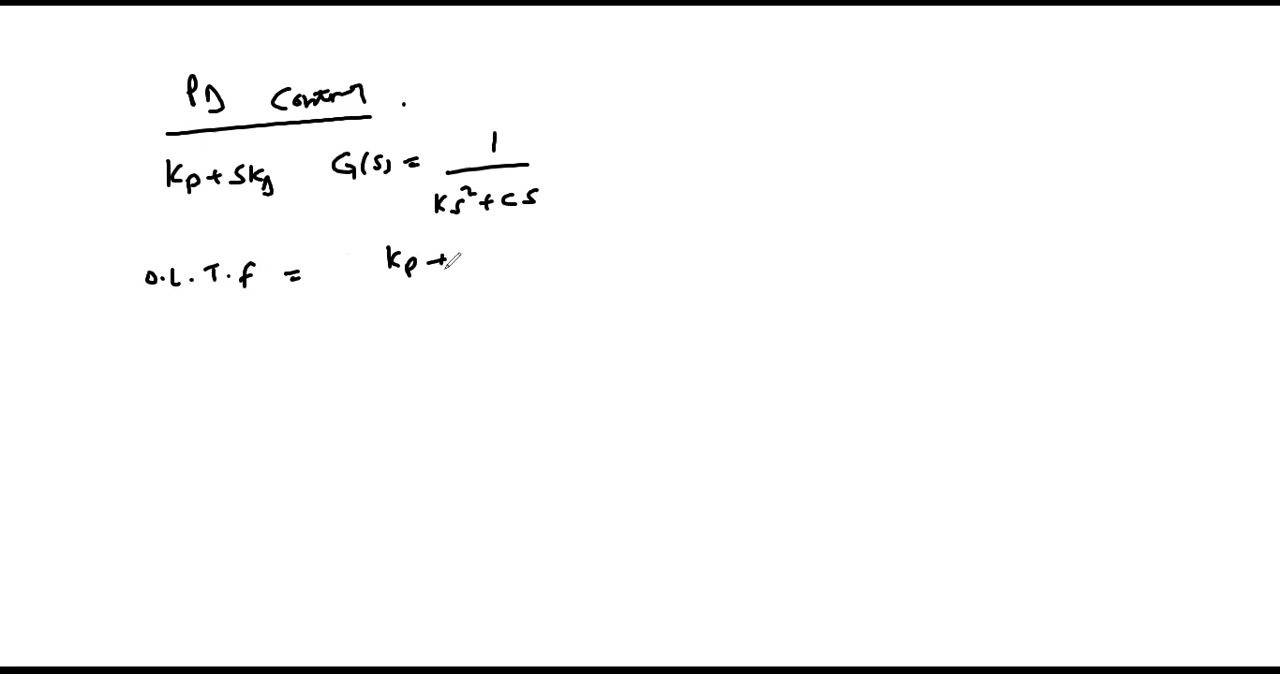 PD Control .
Kp + SKD G(s) = 1 / Ks² + cs
O.L.T.f = Kp +